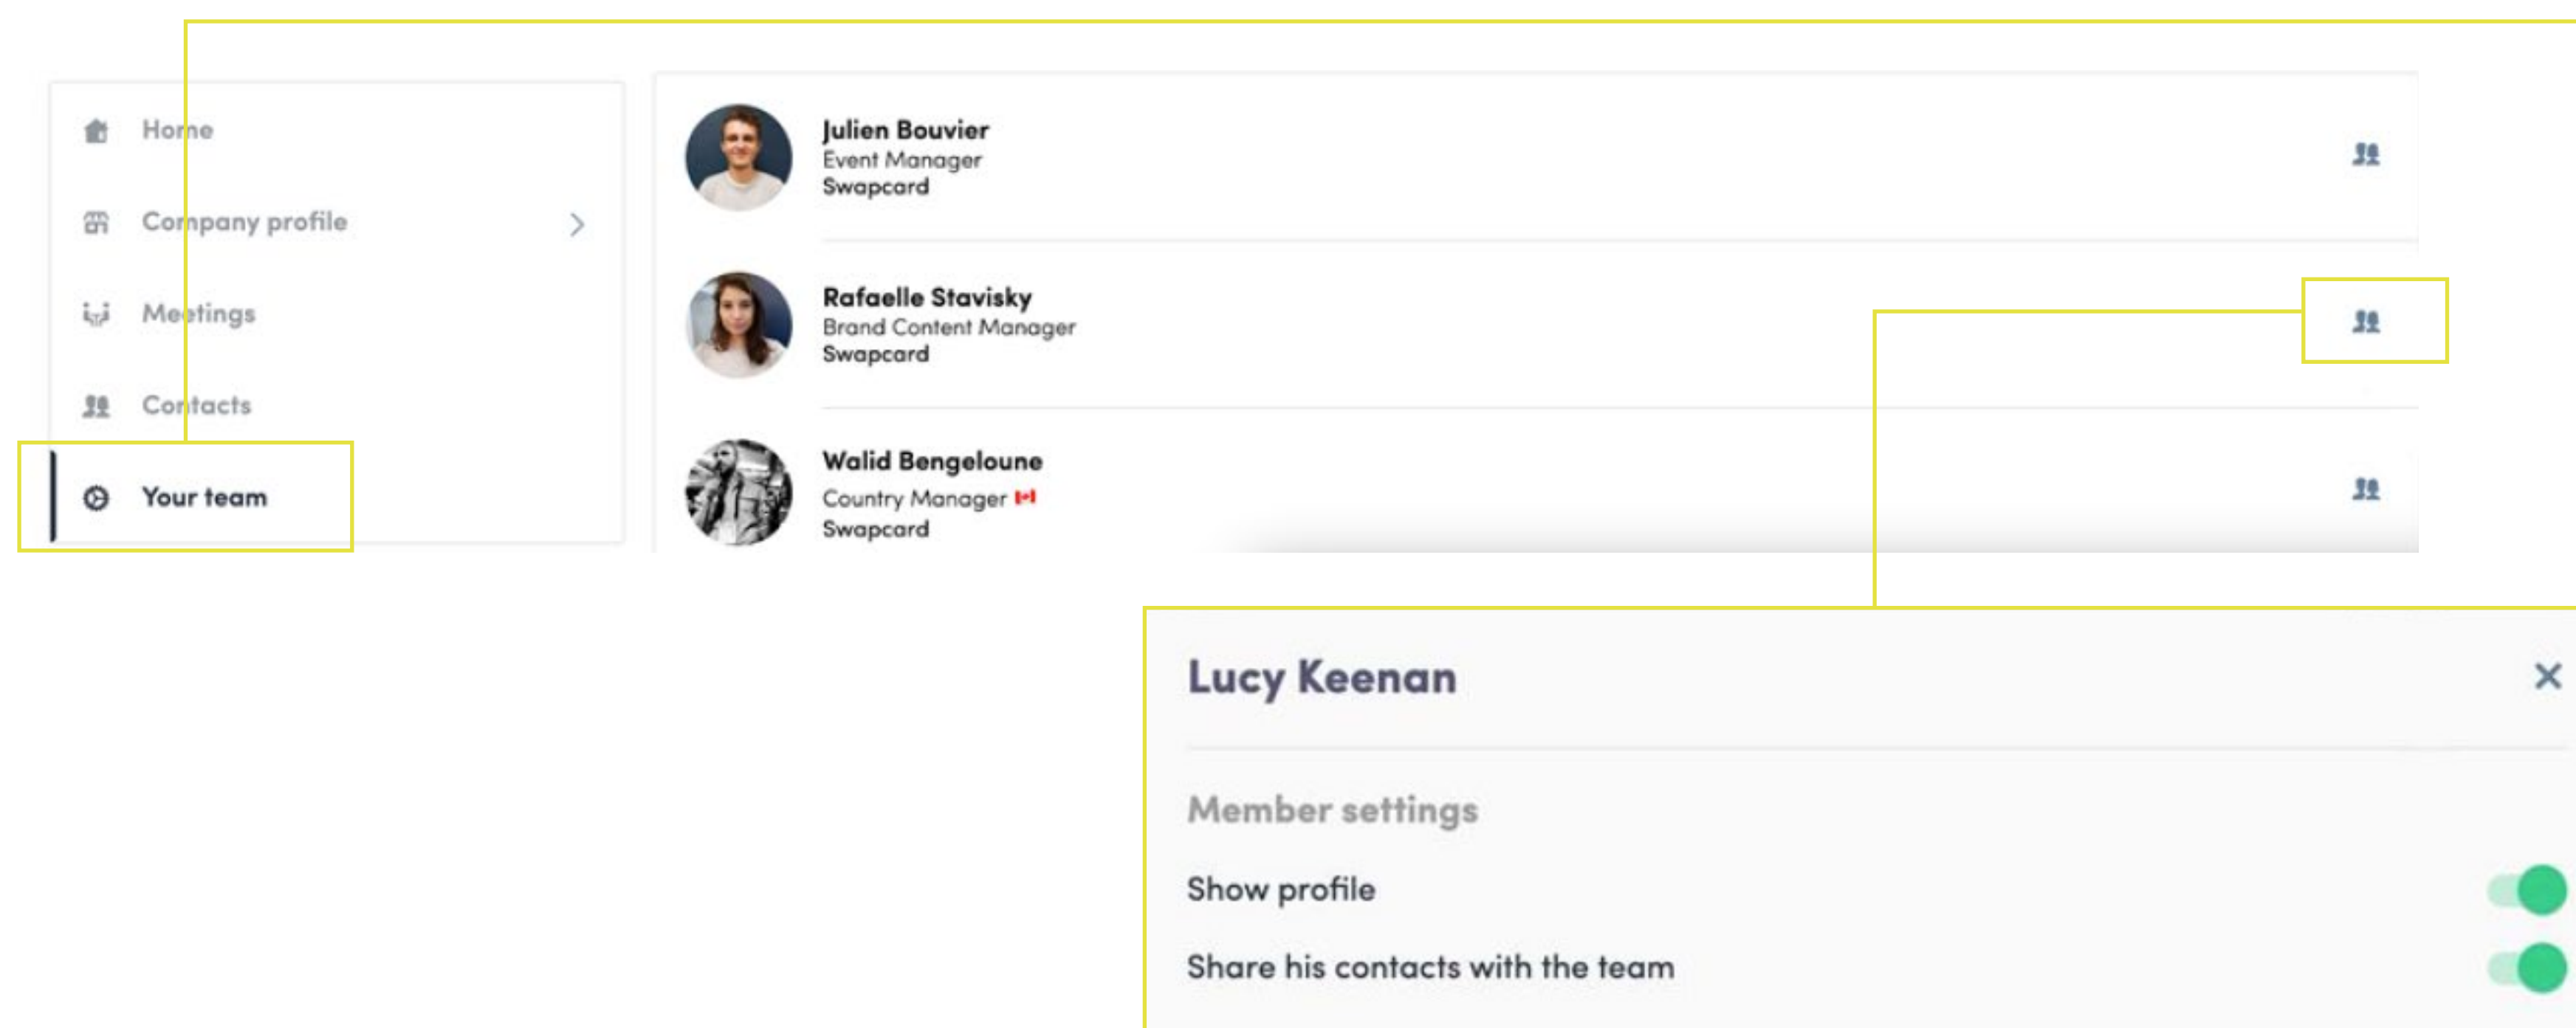 Home
Company profile
Meetings
Contacts
Your team
Julien Bouvier
Event Manager
Swapcard
Rafaelle Stavisky
Brand Content Manager
Swapcard
Walid Bengeloune
Country Manager 🇨🇦
Swapcard
Lucy Keenan
Member settings
Show profile
Share his contacts with the team